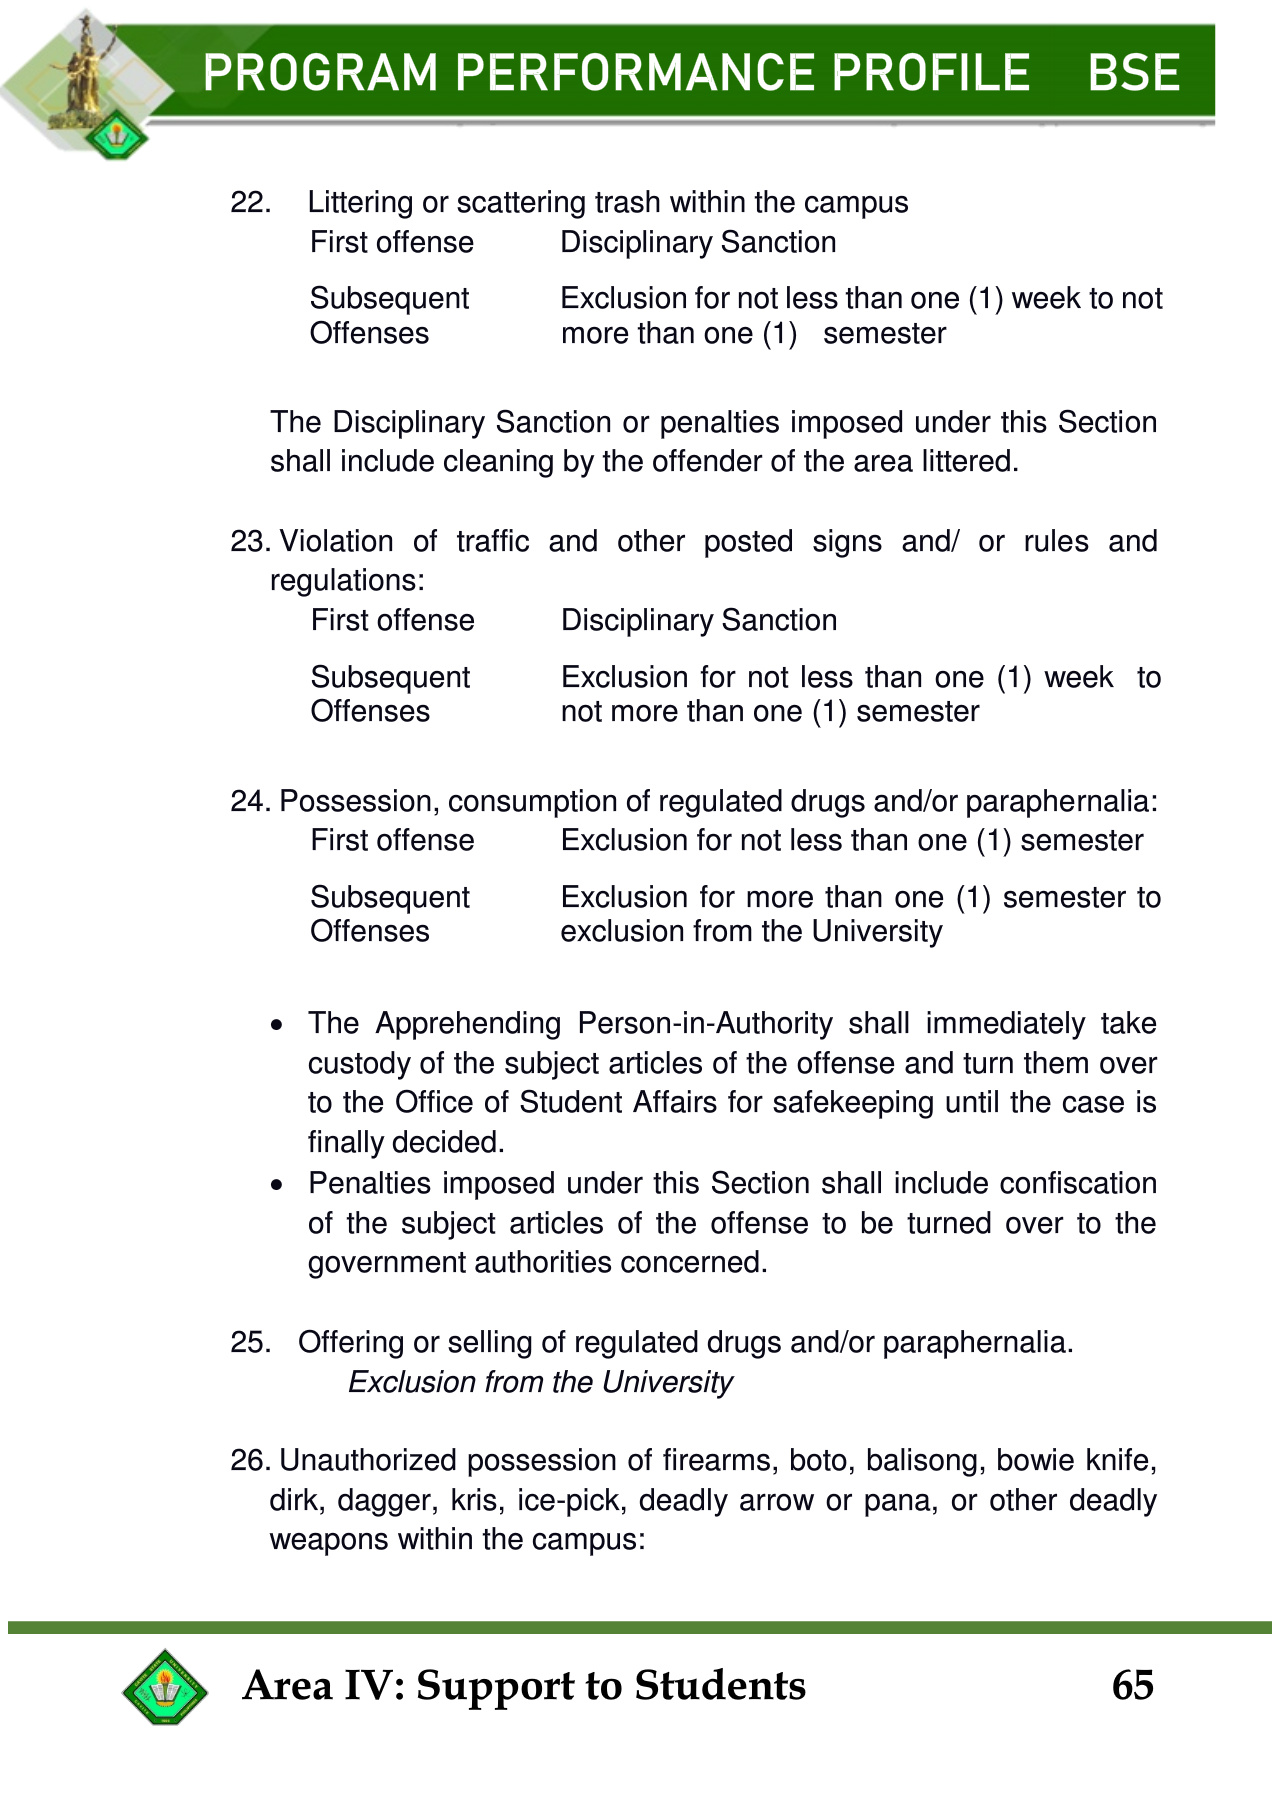 PROGRAM PERFORMANCE PROFILE BSE
22. Littering or scattering trash within the campus
First offense Disciplinary Sanction
Subsequent Exclusion for not less than one (1) week to not
Offenses more than one (1) semester
The Disciplinary Sanction or penalties imposed under this Section
shall include cleaning by the offender of the area littered.
23. Violation of traffic and other posted signs and/ or rules and
regulations:
First offense Disciplinary Sanction
Subsequent Exclusion for not less than one (1) week to
Offenses not more than one (1) semester
24. Possession, consumption of regulated drugs and/or paraphernalia:
First offense Exclusion for not less than one (1) semester
Subsequent Exclusion for more than one (1) semester to
Offenses exclusion from the University
• The Apprehending Person-in-Authority shall immediately take
custody of the subject articles of the offense and turn them over
to the Office of Student Affairs for safekeeping until the case is
finally decided.
• Penalties imposed under this Section shall include confiscation
of the subject articles of the offense to be turned over to the
government authorities concerned.
25. Offering or selling of regulated drugs and/or paraphernalia.
Exclusion from the University
26. Unauthorized possession of firearms, boto, balisong, bowie knife,
dirk, dagger, kris, ice-pick, deadly arrow or pana, or other deadly
weapons within the campus:
Area IV: Support to Students 65